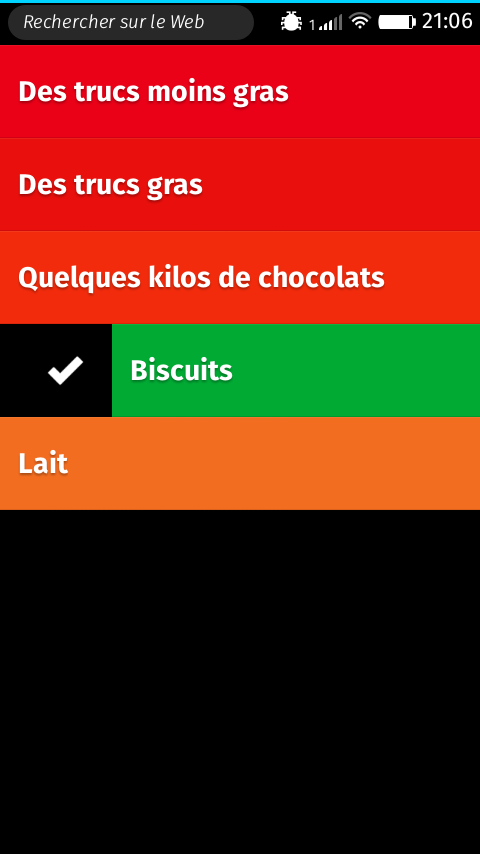 Rechercher sur le Web 1 21:06
Des trucs moins gras
Des trucs gras
Quelques kilos de chocolats
Biscuits
Lait